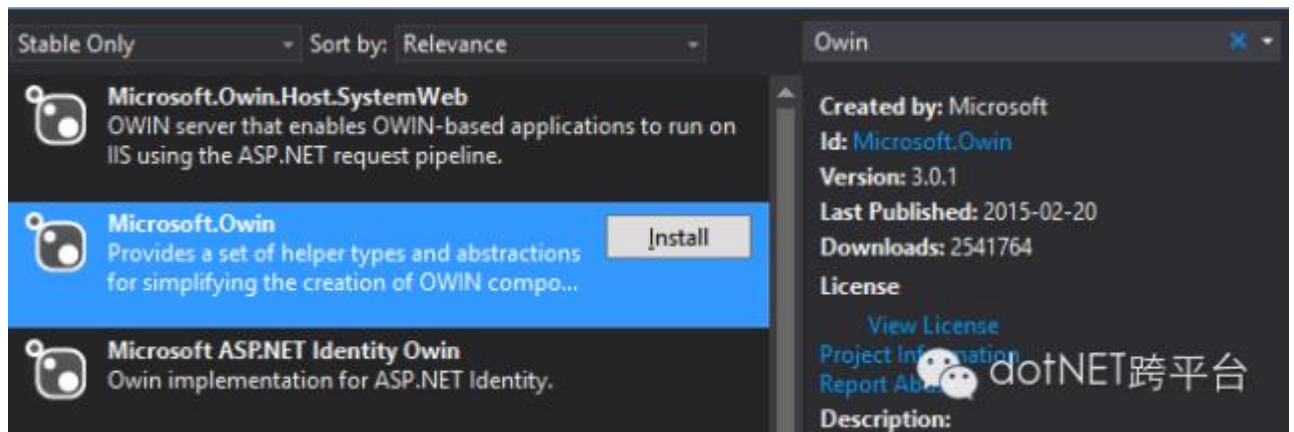 Stable Only
Sort by: Relevance
Microsoft.Owin.Host.SystemWeb
OWIN server that enables OWIN-based applications to run on
IIS using the ASP.NET request pipeline.
Microsoft.Owin
Provides a set of helper types and abstractions
for simplifying the creation of OWIN compo...
Install
Microsoft ASP.NET Identity Owin
Owin implementation for ASP.NET Identity.
Owin
Created by: Microsoft
Id: Microsoft.Owin
Version: 3.0.1
Last Published: 2015-02-20
Downloads: 2541764
License
View License
Project Information
Report
Description:
dotNET跨平台